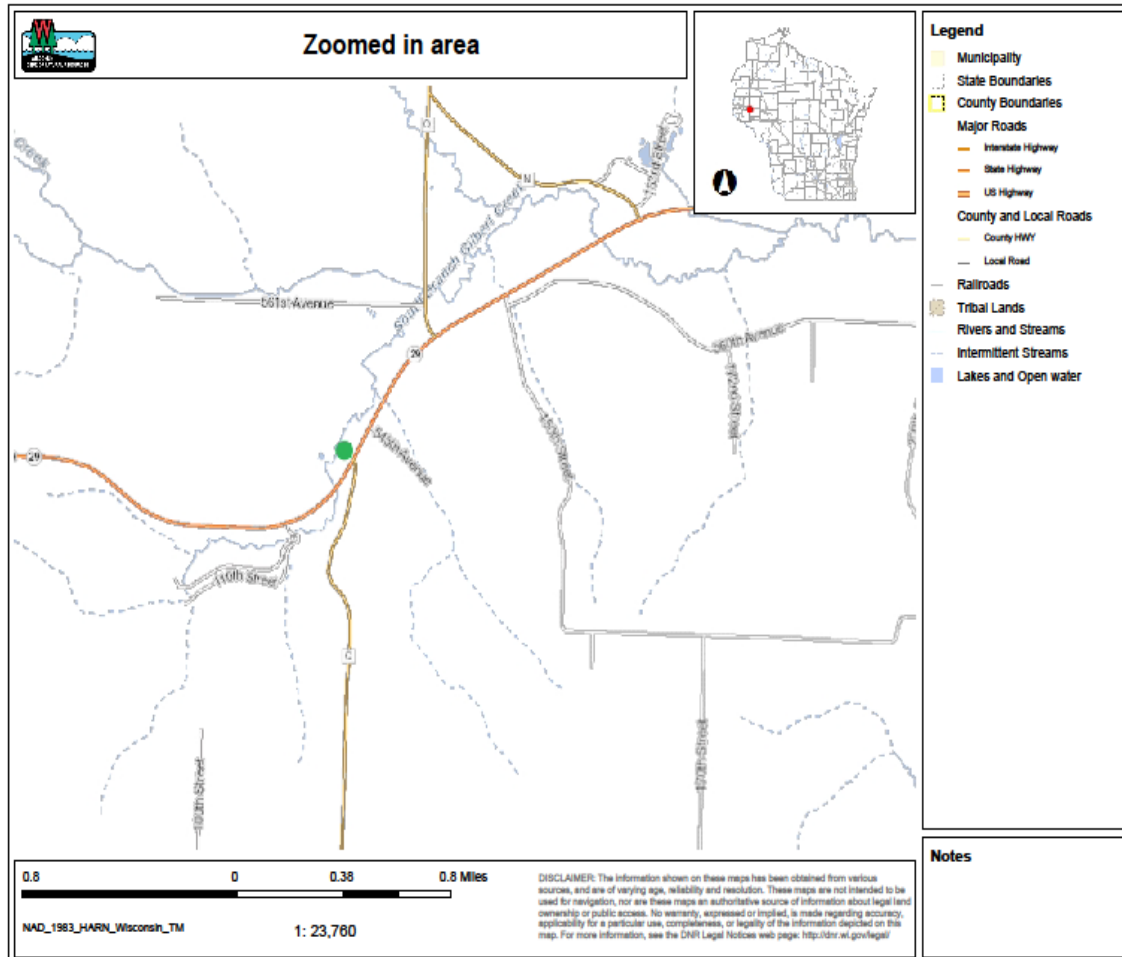 Zoomed in area
Creek
C
N
South Branch Gilbert Creek
561st Avenue
29
29
545th Avenue
560th Avenue
110th Street
C
170th Street
Legend
Municipality
State Boundaries
County Boundaries
Major Roads
Interstate Highway
State Highway
US Highway
County and Local Roads
County HWY
Local Road
Railroads
Tribal Lands
Rivers and Streams
Intermittent Streams
Lakes and Open water
Notes
0.8
0
0.38
0.8 Miles
NAD_1983_HARN_Wisconsin_TM
1: 23,760
DISCLAIMER: The information shown on these maps has been obtained from various
sources, and are of varying age, reliability and resolution. These maps are not intended to be
used for navigation, nor are these maps an authoritative source of information about legal land
ownership or public access. No warranty, expressed or implied, is made regarding accuracy,
applicability for a particular use, completeness, or legality of the information depicted on this
map. For more information, see the DNR Legal Notices web page: http://dnr.wi.gov/legal/